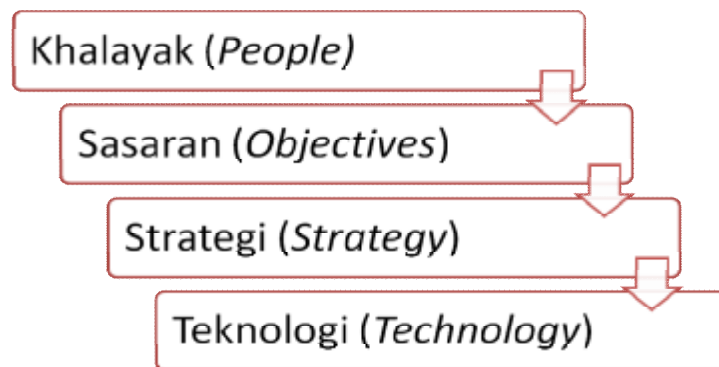 Khalayak (People)
Sasaran (Objectives)
Strategi (Strategy)
Teknologi (Technology)